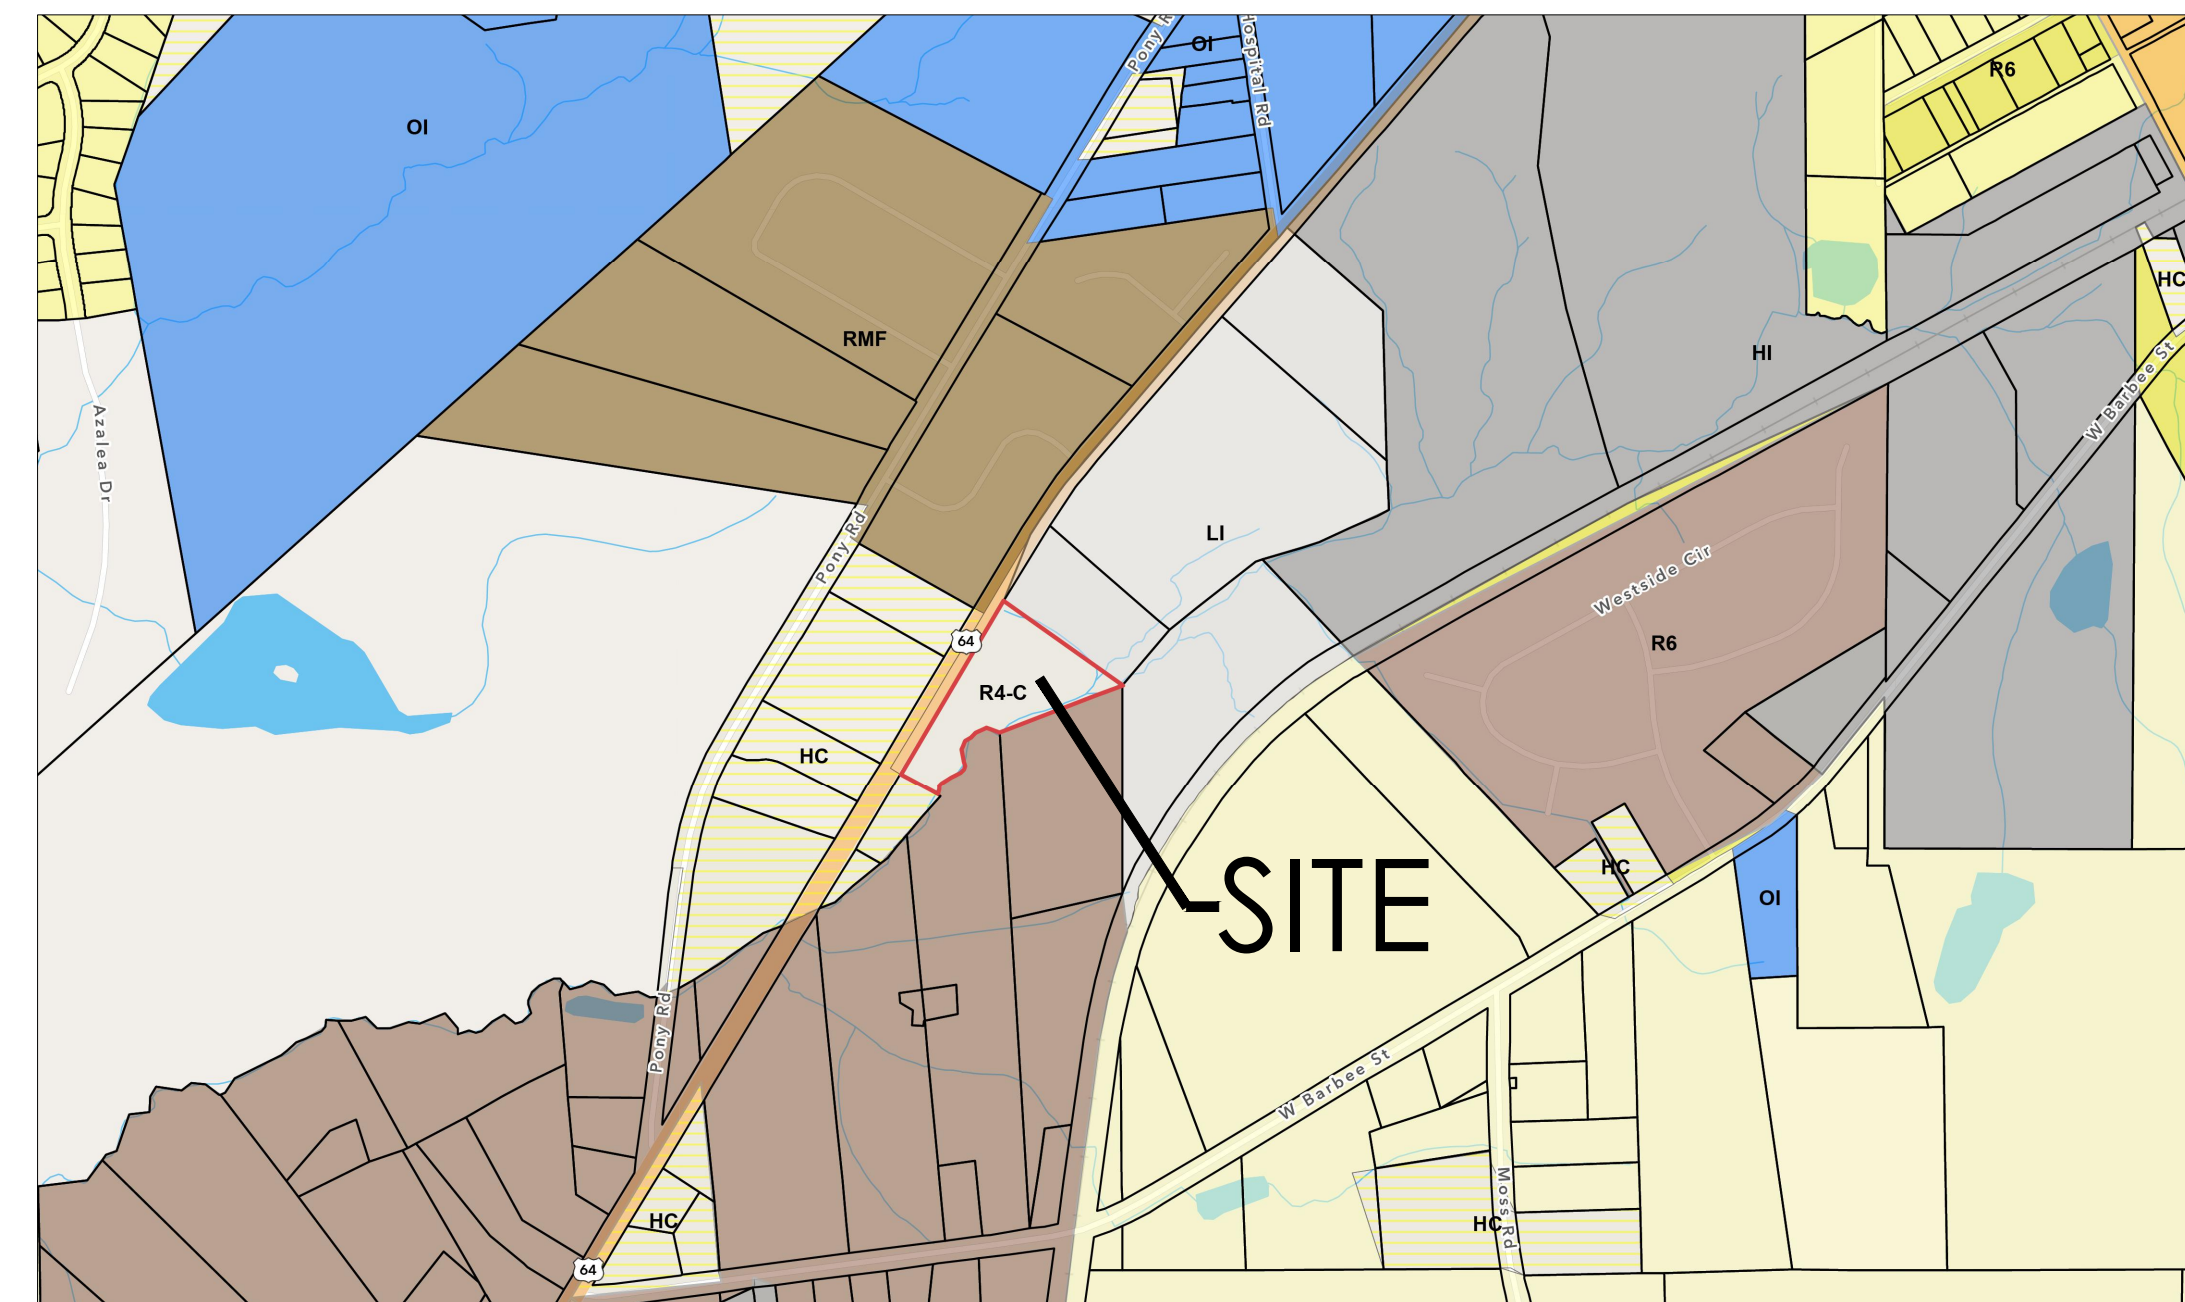 Pony R
OI
Hospital Rd
R6
OI
HC
RMF
HI
W Barbee St
Azalea Dr
LI
Pony Rd
Westside Cir
64
R6
R4-C
HC
HC
SITE
OI
Pony Rd
W Barbee St
Moss Rd
HC
HC
64